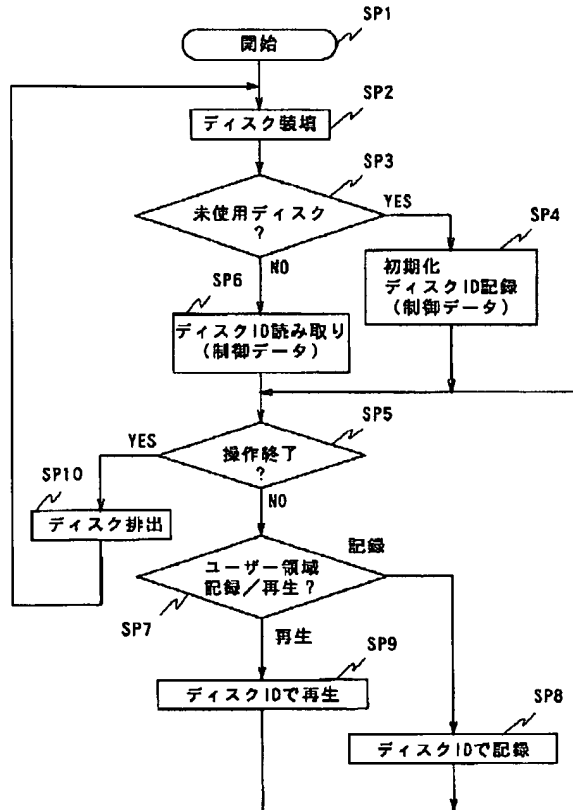 SP1
開始
SP2
ディスク装填
SP3
未使用ディスク
?
YES
SP4
初期化
ディスクID記録
(制御データ)
NO
SP6
ディスクID読み取り
(制御データ)
SP5
操作終了
?
YES
SP10
ディスク排出
NO
ユーザー領域
記録/再生?
記録
SP7
再生
SP9
ディスクIDで再生
SP8
ディスクIDで記録